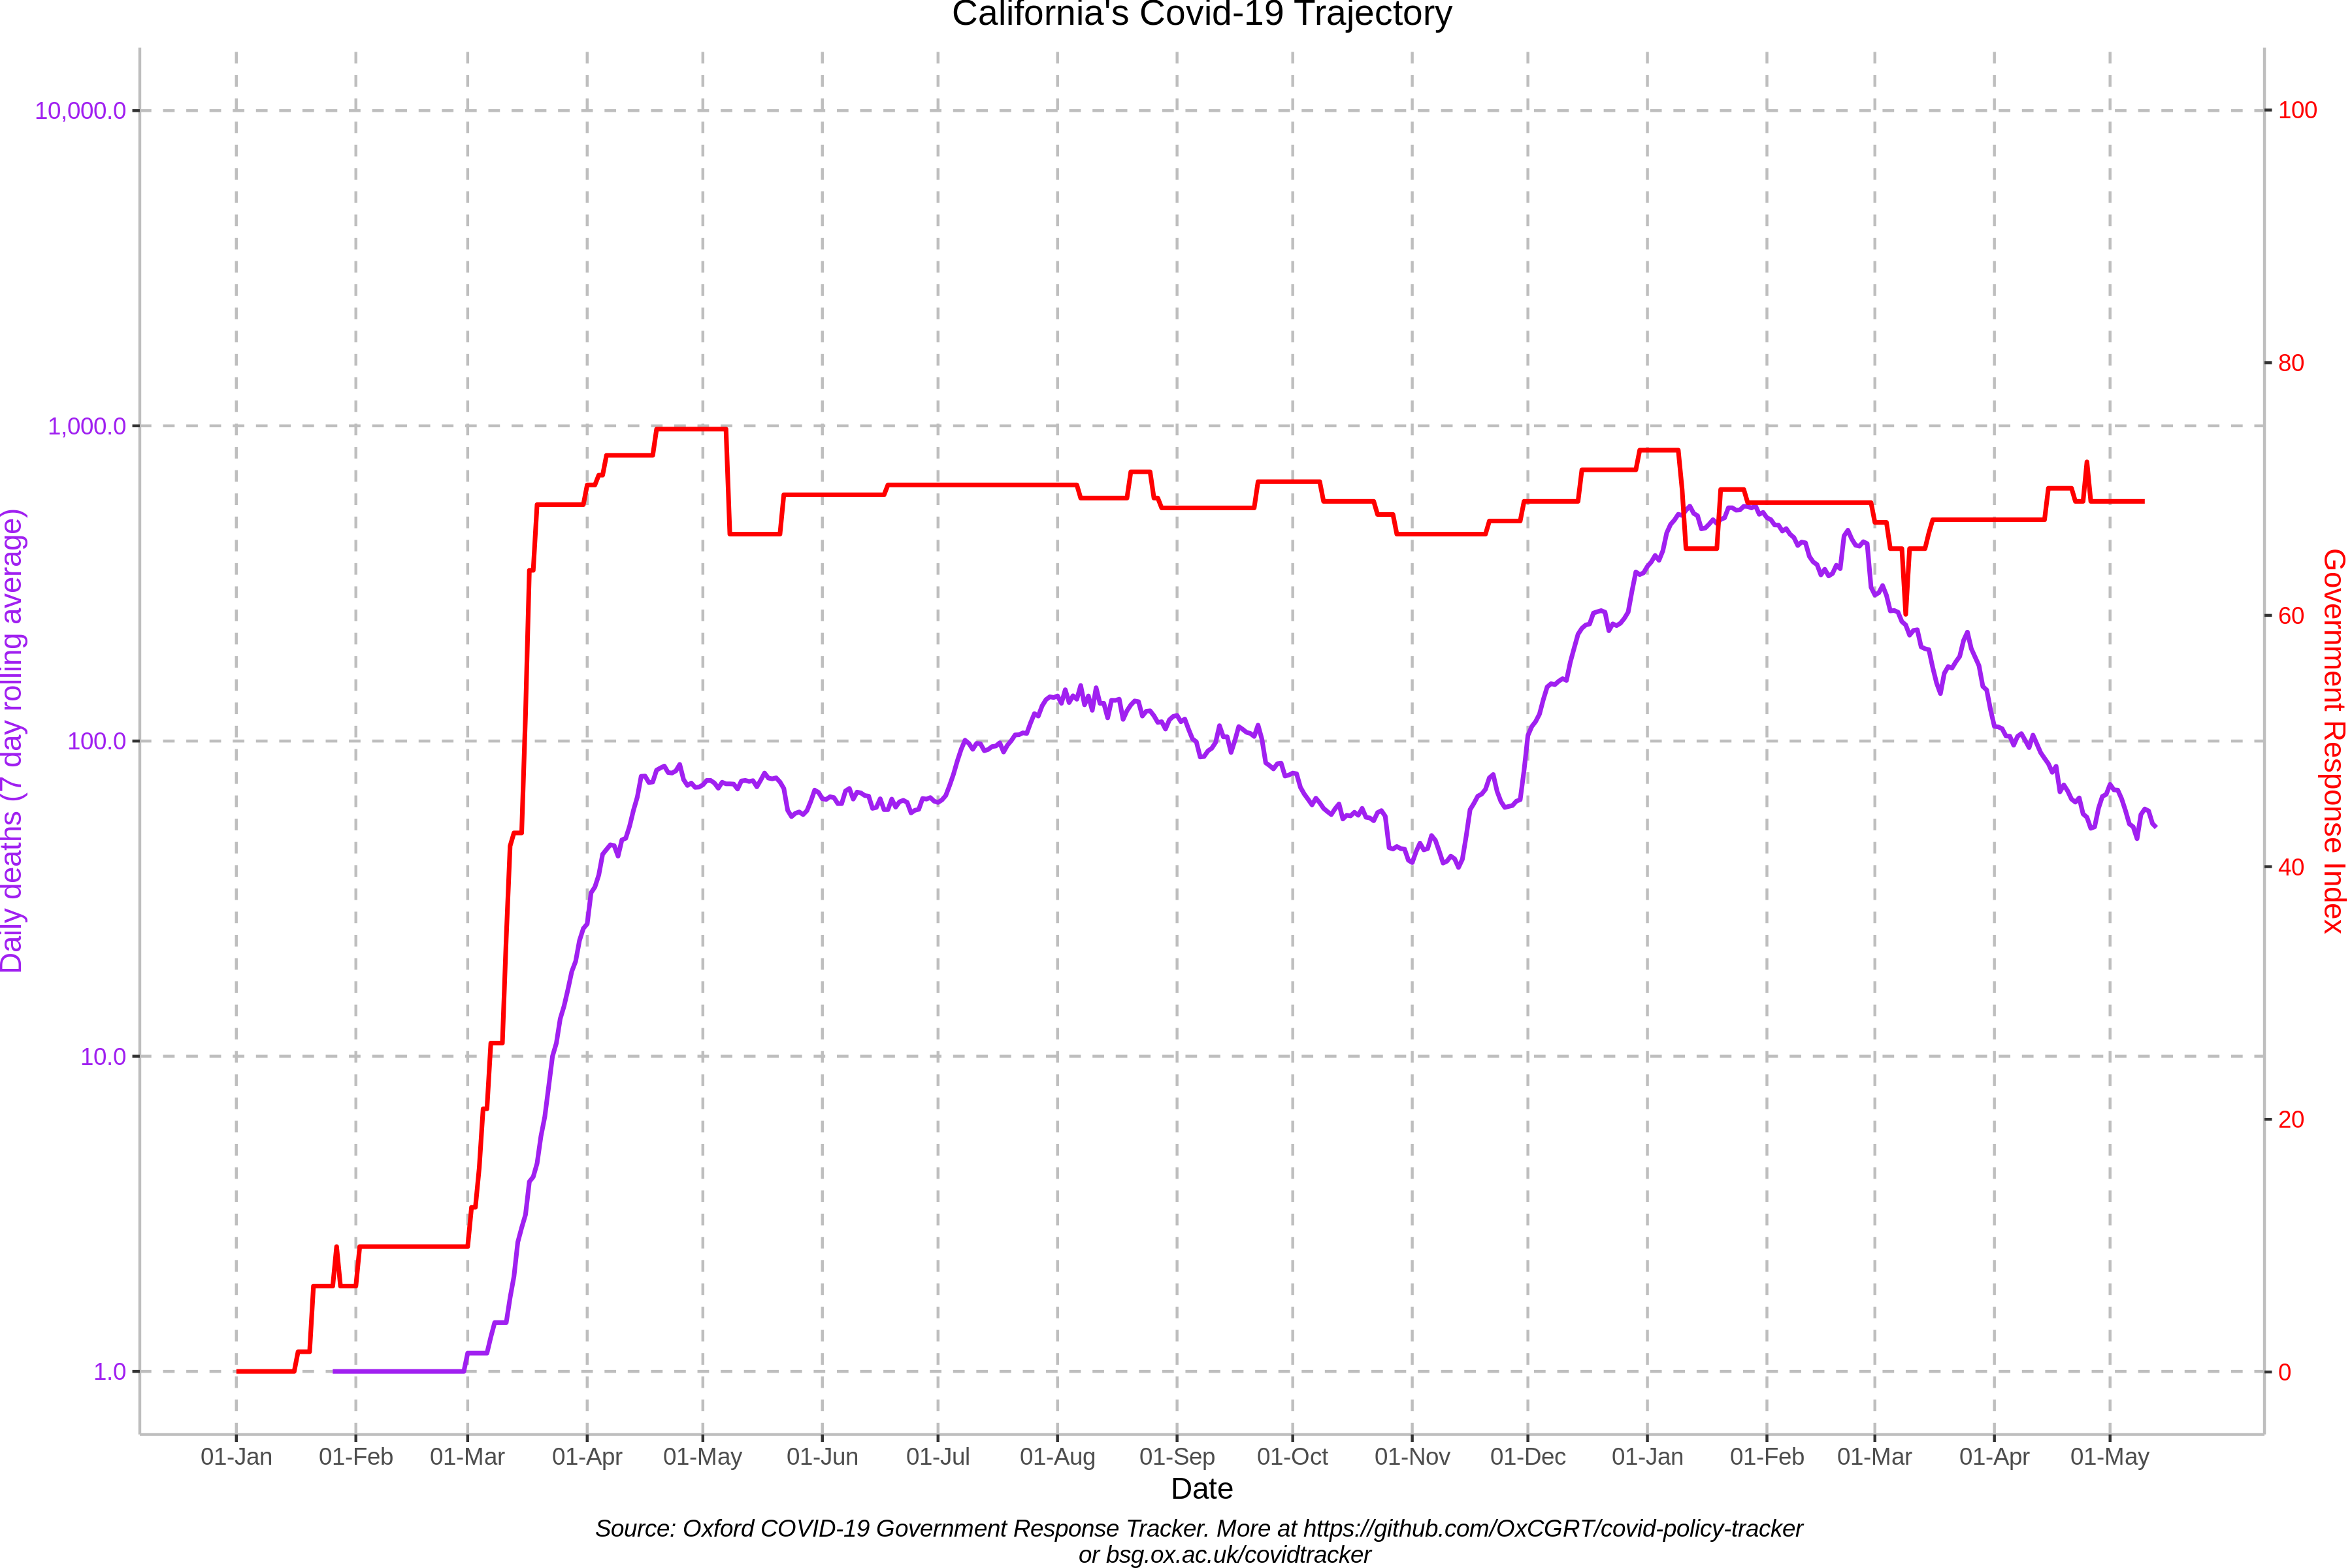 California's Covid-19 Trajectory
10,000.0
1,000.0
100.0
10.0
1.0
Daily deaths (7 day rolling average)
100
80
60
40
20
0
Government Response Index
01-Jan 01-Feb 01-Mar 01-Apr 01-May 01-Jun 01-Jul 01-Aug 01-Sep 01-Oct 01-Nov 01-Dec 01-Jan 01-Feb 01-Mar 01-Apr 01-May
Date
Source: Oxford COVID-19 Government Response Tracker. More at https://github.com/OxCGRT/covid-policy-tracker
or bsg.ox.ac.uk/covidtracker